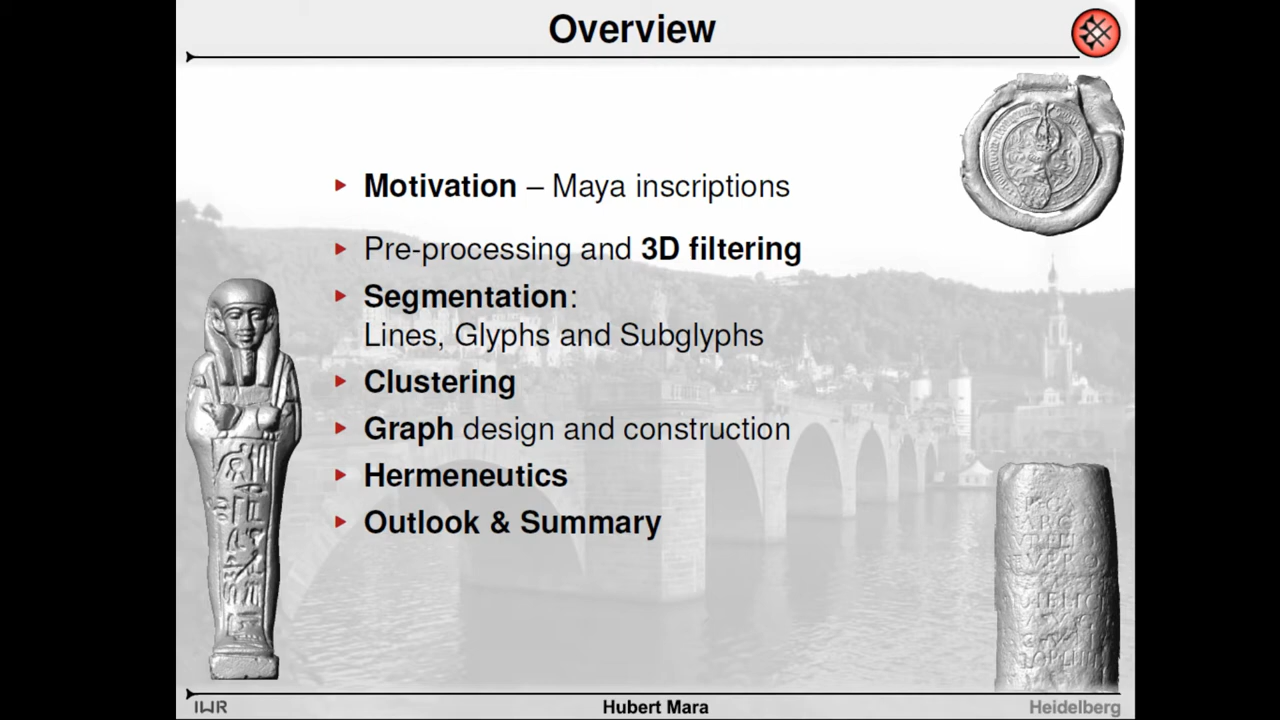 Overview
Motivation – Maya inscriptions
Pre-processing and 3D filtering
Segmentation:
Lines, Glyphs and Subglyphs
Clustering
Graph design and construction
Hermeneutics
Outlook & Summary
IWR
Hubert Mara
Heidelberg